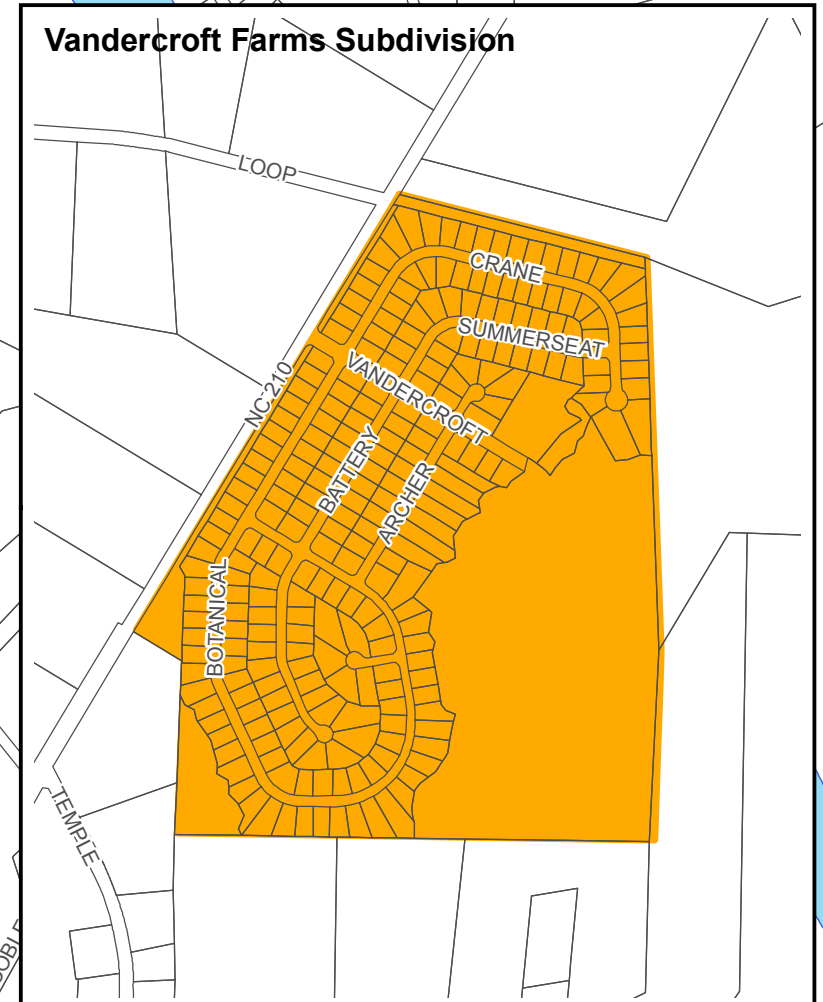 Vandercroft Farms Subdivision
LOOP
CRANE
SUMMERSEAT
VANDERCROFT
NC 210
BATTERY
ARCHER
BOTANICAL
TEMPLE